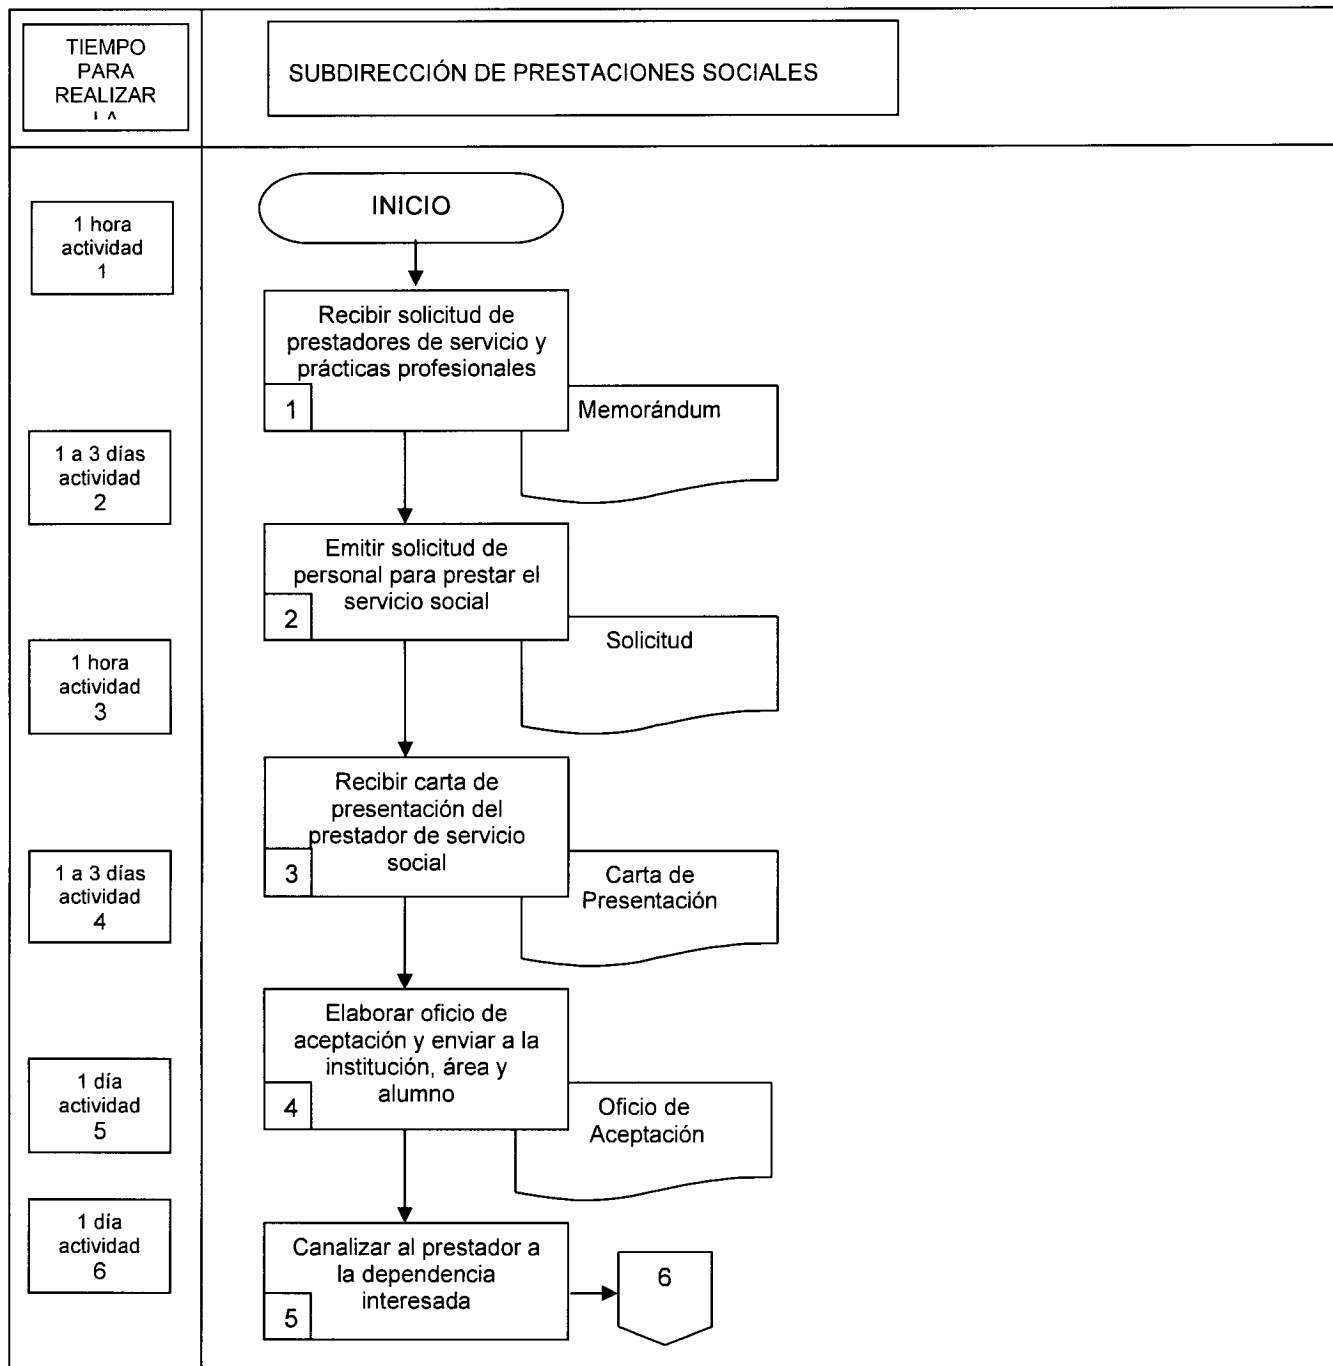 TIEMPO
PARA
REALIZAR
LA
SUBDIRECCIÓN DE PRESTACIONES SOCIALES
1 hora
actividad
1
INICIO
Recibir solicitud de
prestadores de servicio y
prácticas profesionales
1
Memorándum
1 a 3 días
actividad
2
Emitir solicitud de
personal para prestar el
servicio social
2
Solicitud
1 hora
actividad
3
Recibir carta de
presentación del
prestador de servicio
social
3
Carta de
Presentación
1 a 3 días
actividad
4
Elaborar oficio de
aceptación y enviar a la
institución, área y
alumno
4
Oficio de
Aceptación
1 día
actividad
5
Canalizar al prestador a
la dependencia
interesada
5
6
1 día
actividad
6